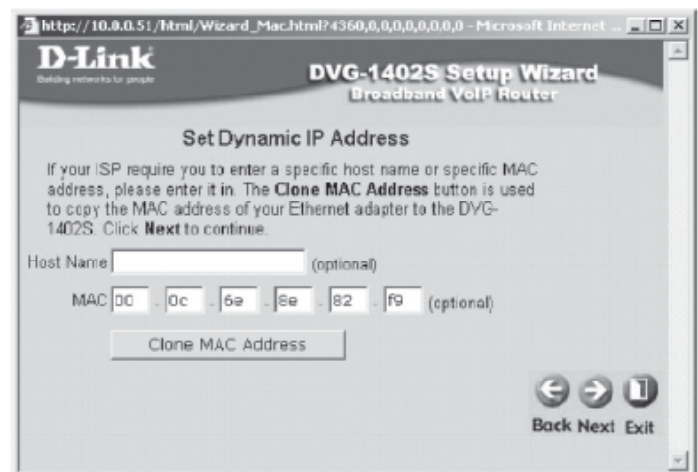 http://10.0.0.51/html/Wizard_Mac.html?4360,0,0,0,0,0,0,0,0 - Microsoft Internet ...
D-Link
Building networks for people
DVG-1402S Setup Wizard
Broadband VoIP Router
Set Dynamic IP Address
If your ISP require you to enter a specific host name or specific MAC
address, please enter it in. The Clone MAC Address button is used
to copy the MAC address of your Ethernet adapter to the DVG-
1402S. Click Next to continue.
Host Name (optional)
MAC 00 - 0c - 6e - 8e - 82 - f9 (optional)
Clone MAC Address
Back Next Exit